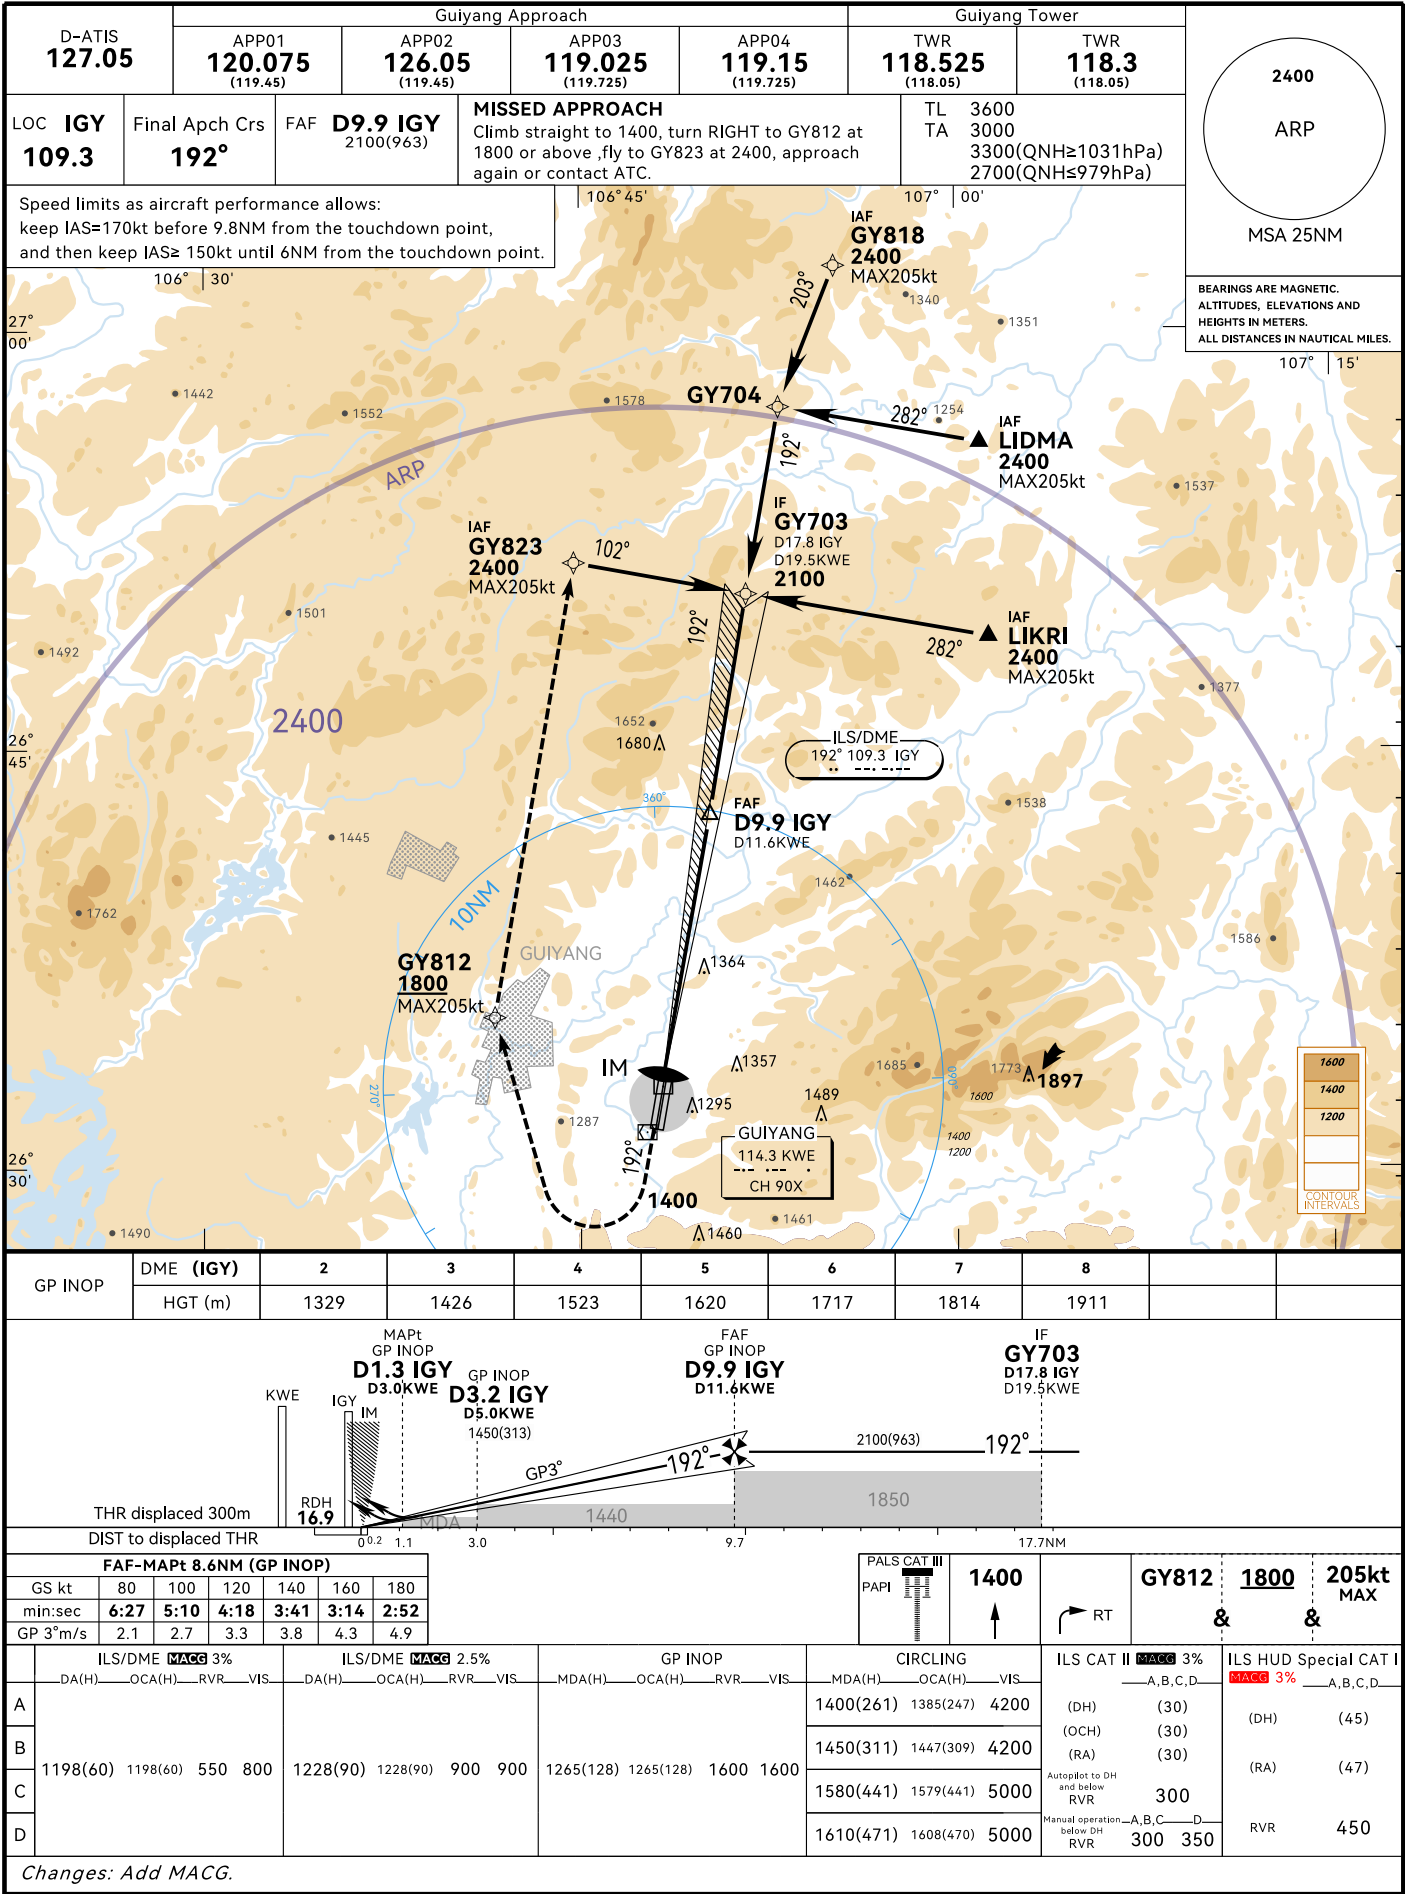 D-ATIS
127.05
Guiyang Approach
APP01
120.075
(119.45)
APP02
126.05
(119.45)
APP03
119.025
(119.725)
APP04
119.15
(119.725)
Guiyang Tower
TWR
118.525
(118.05)
TWR
118.3
(118.05)
LOC IGY
109.3
Final Apch Crs
192°
FAF D9.9 IGY
2100(963)
MISSED APPROACH
Climb straight to 1400, turn RIGHT to GY812 at
1800 or above ,fly to GY823 at 2400, approach
again or contact ATC.
TL 3600
TA 3000
3300(QNH≥1031hPa)
2700(QNH≤979hPa)
2400
ARP
MSA 25NM
BEARINGS ARE MAGNETIC.
ALTITUDES, ELEVATIONS AND
HEIGHTS IN METERS.
ALL DISTANCES IN NAUTICAL MILES.
Speed limits as aircraft performance allows:
keep IAS=170kt before 9.8NM from the touchdown point,
and then keep IAS≥ 150kt until 6NM from the touchdown point.
106° 30'
106° 45'
107° 00'
107° 15'
27°
00'
IAF
GY818
2400
MAX205kt
203°
1340
1351
1442
1552
1578
GY704
282°
1254
IAF
LIDMA
2400
MAX205kt
192°
ARP
1537
IF
GY703
D17.8 IGY
D19.5KWE
2100
IAF
GY823
2400
MAX205kt
102°
1501
1492
192°
282°
IAF
LIKRI
2400
MAX205kt
1377
2400
1652
1680
ILS/DME
192° 109.3 IGY
26°
45'
360°
FAF
D9.9 IGY
D11.6KWE
1538
1445
1462
10NM
1762
1586
GUIYANG
GY812
1800
MAX205kt
1364
IM
1357
1685
1773
1897
270°
090°
1295
1489
1600
1287
GUIYANG
114.3 KWE
CH 90X
1400
1200
192°
26°
30'
1400
1461
1460
1490
1600
1400
1200
CONTOUR
INTERVALS
GP INOP
DME (IGY) 2 3 4 5 6 7 8
HGT (m) 1329 1426 1523 1620 1717 1814 1911
MAPt
GP INOP
D1.3 IGY
D3.0KWE
GP INOP
D3.2 IGY
D5.0KWE
1450(313)
FAF
GP INOP
D9.9 IGY
D11.6KWE
IF
GY703
D17.8 IGY
D19.5KWE
KWE
IGY
IM
GP3°
192°
2100(963)
192°
1850
1440
MDA
THR displaced 300m
RDH
16.9
DIST to displaced THR
0 0.2 1.1 3.0 9.7 17.7NM
FAF-MAPt 8.6NM (GP INOP)
GS kt 80 100 120 140 160 180
min:sec 6:27 5:10 4:18 3:41 3:14 2:52
GP 3°m/s 2.1 2.7 3.3 3.8 4.3 4.9
PALS CAT III
PAPI
1400
RT
GY812
&
1800
&
205kt
MAX
ILS/DME MACG 3%
DA(H) OCA(H) RVR VIS
ILS/DME MACG 2.5%
DA(H) OCA(H) RVR VIS
GP INOP
MDA(H) OCA(H) RVR VIS
CIRCLING
MDA(H) OCA(H) VIS
A
B
C
D
1198(60) 1198(60) 550 800
1228(90) 1228(90) 900 900
1265(128) 1265(128) 1600 1600
1400(261) 1385(247) 4200
1450(311) 1447(309) 4200
1580(441) 1579(441) 5000
1610(471) 1608(470) 5000
ILS CAT II MACG 3%
A,B,C,D
(DH) (30)
(OCH) (30)
(RA) (30)
Autopilot to DH
and below
RVR 300
Manual operation A,B,C D
below DH
RVR 300 350
ILS HUD Special CAT I
MACG 3% A,B,C,D
(DH) (45)
(RA) (47)
RVR 450
Changes: Add MACG.